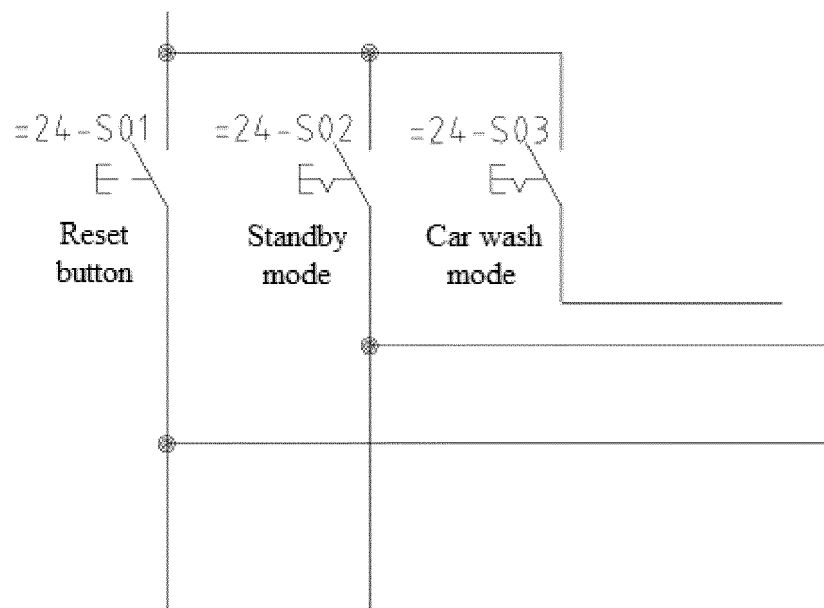 =24-S01
=24-S02
=24-S03
Reset
button
Standby
mode
Car wash
mode